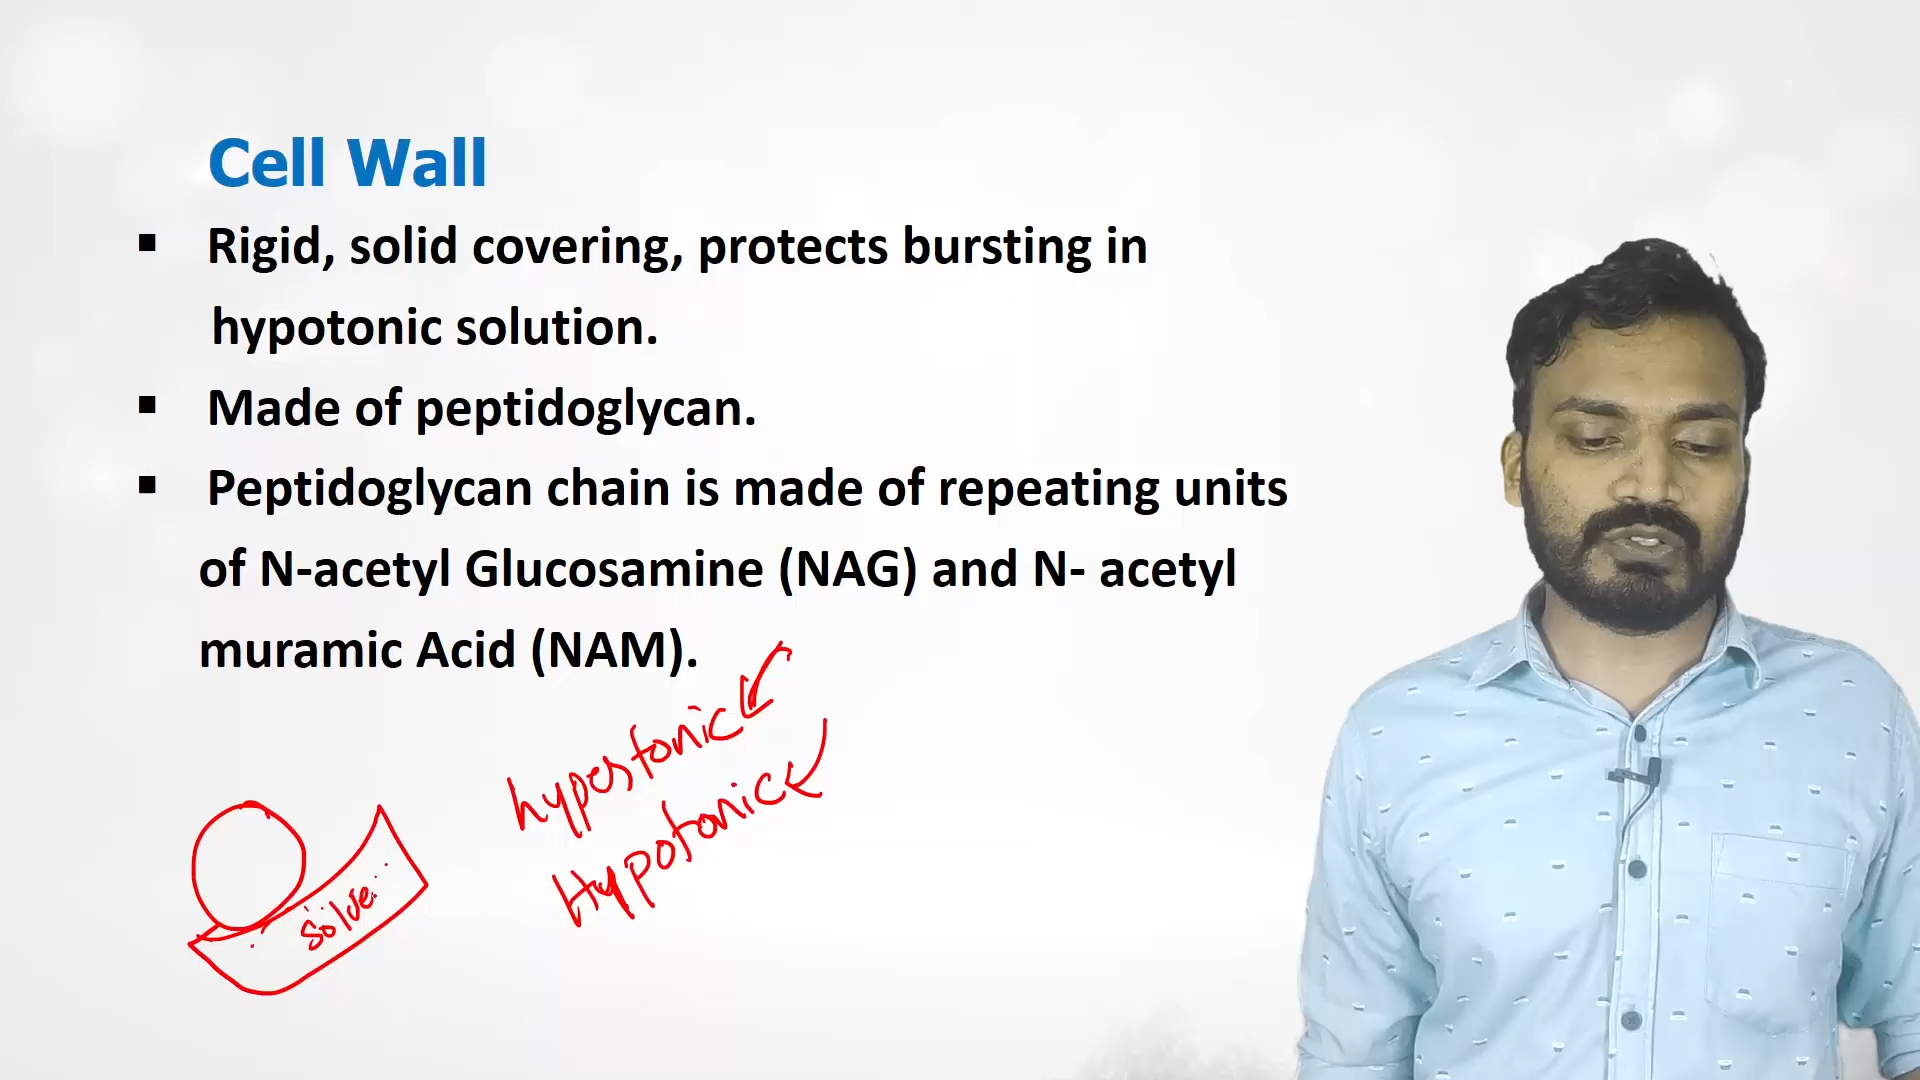 Cell Wall
▪ Rigid, solid covering, protects bursting in
hypotonic solution.
▪ Made of peptidoglycan.
▪ Peptidoglycan chain is made of repeating units
of N-acetyl Glucosamine (NAG) and N- acetyl
muramic Acid (NAM).
hypertonic
Hypotonic
solve